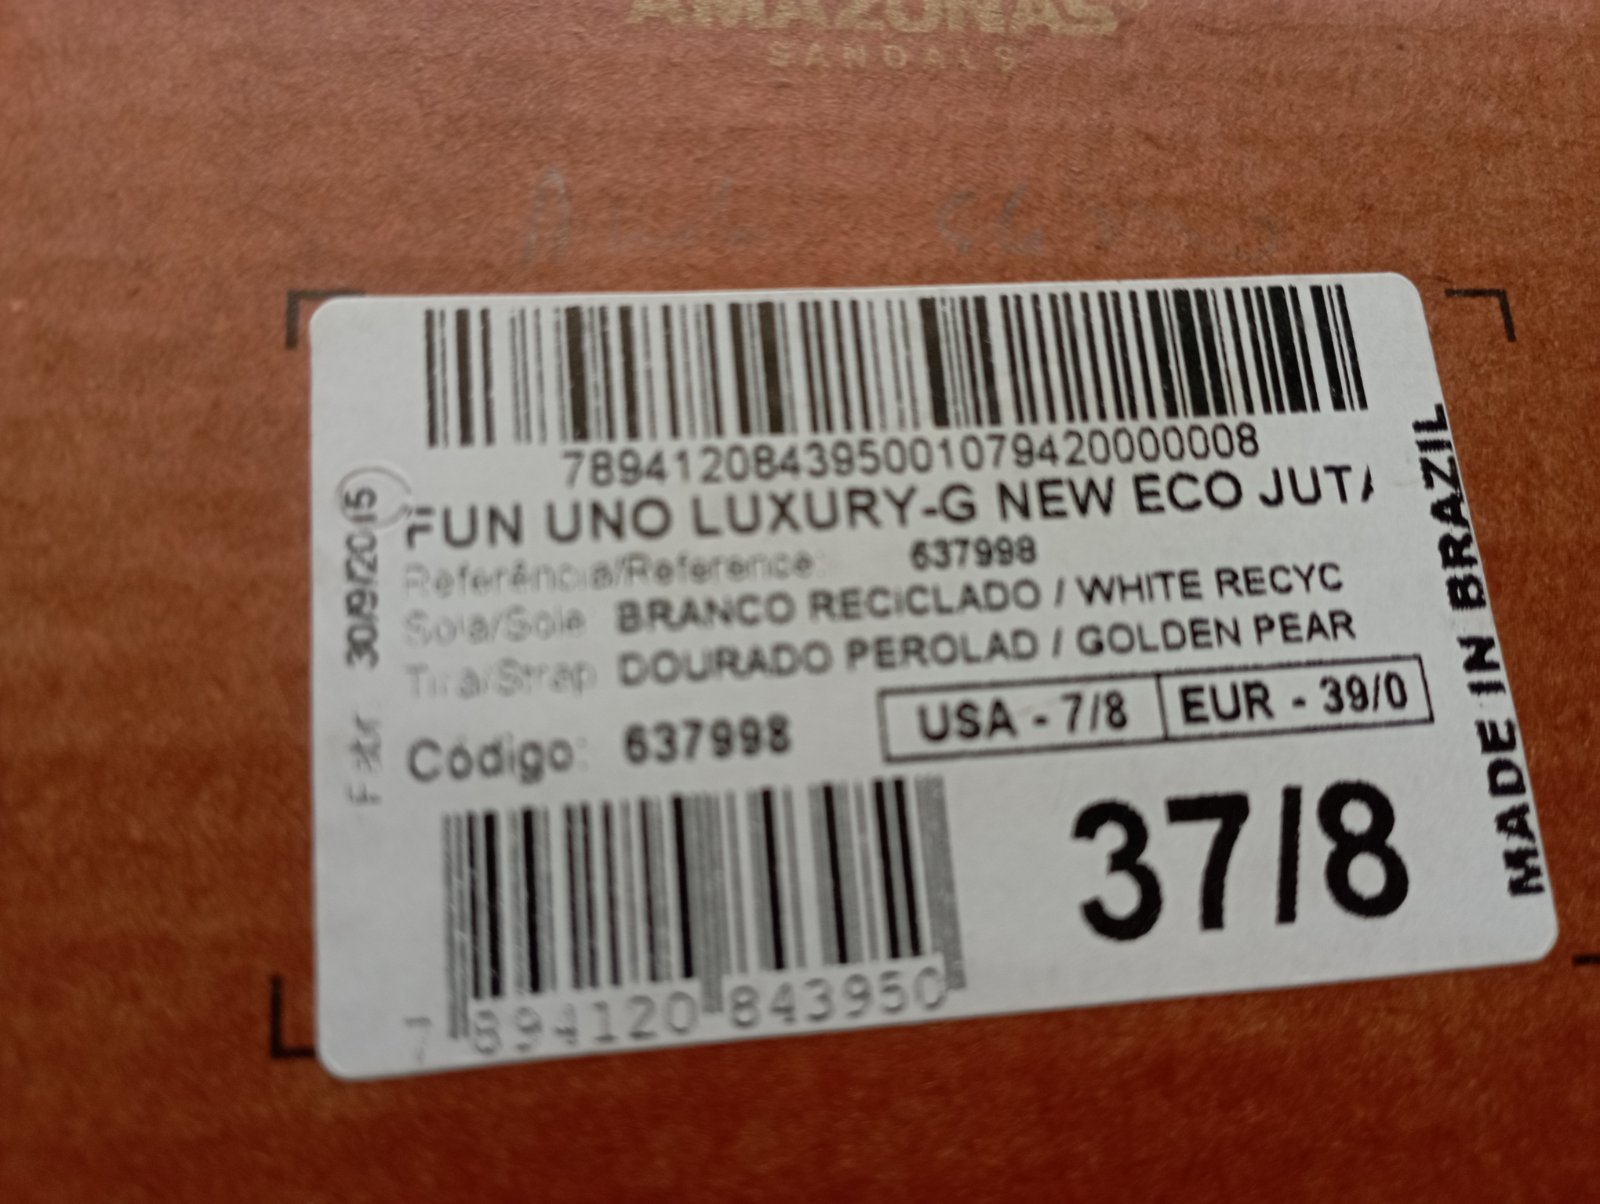 AMAZONAS
SANDALS
789412084395001079420000008
FUN UNO LUXURY-G NEW ECO JUTA
Referência/Reference: 637998
Sola/Sole BRANCO RECICLADO / WHITE RECYC
Tira/Strap DOURADO PEROLAD / GOLDEN PEAR
Código: 637998
USA - 7/8 EUR - 39/0
37/8
7 894120 843950
30/9/2015
MADE IN BRAZIL